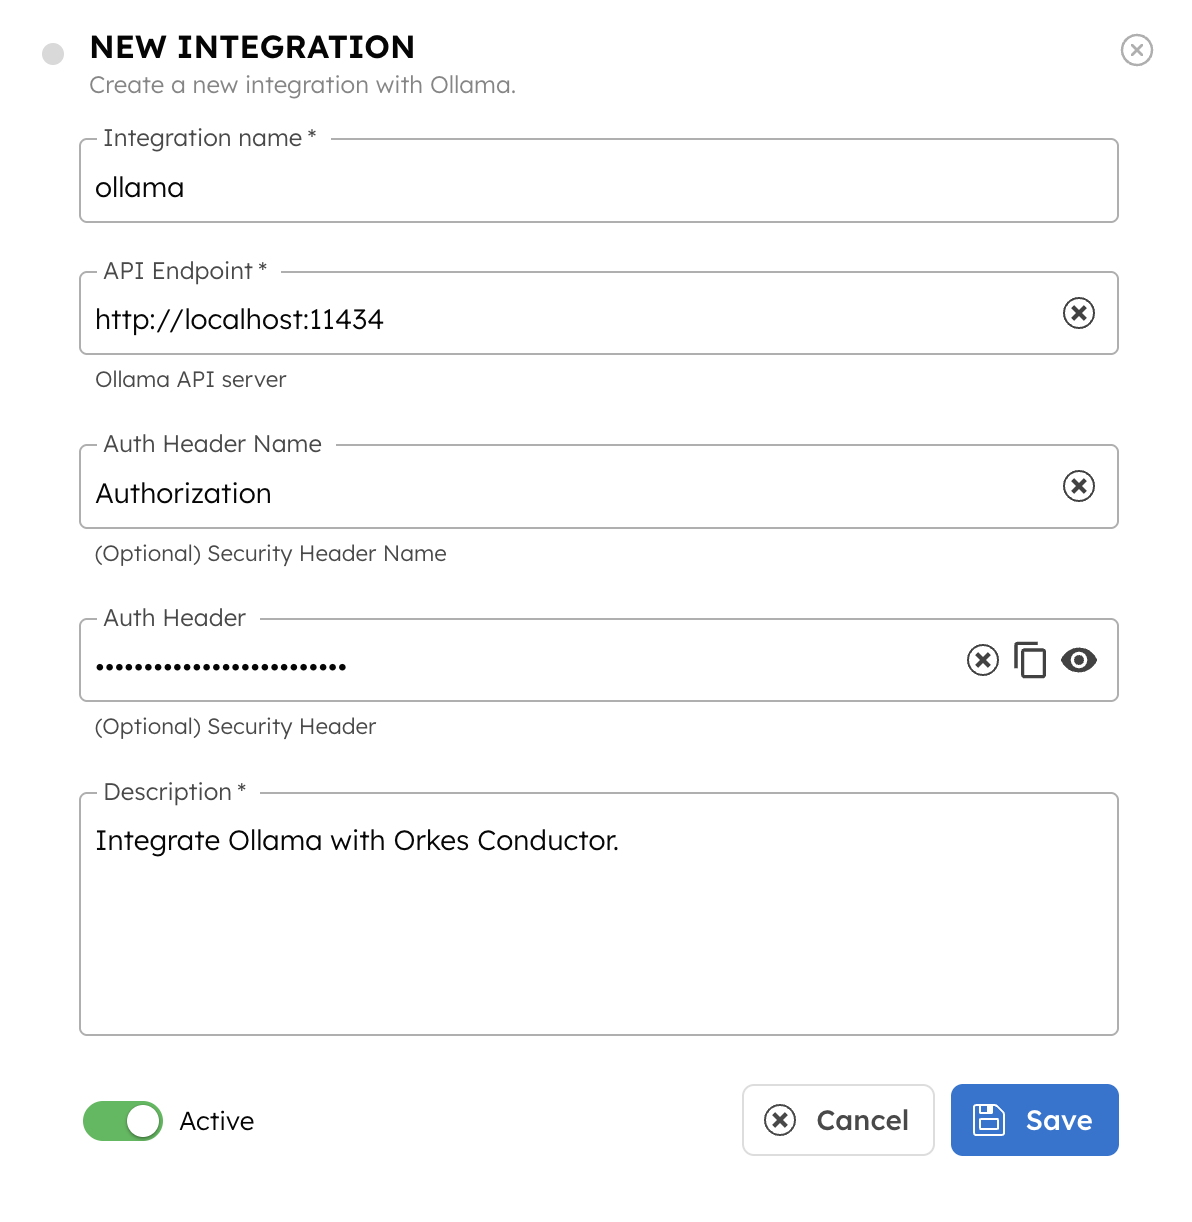 NEW INTEGRATION
Create a new integration with Ollama.
Integration name *
ollama
API Endpoint *
http://localhost:11434
Ollama API server
Auth Header Name
Authorization
(Optional) Security Header Name
Auth Header
••••••••••••••••••••••••••
(Optional) Security Header
Description *
Integrate Ollama with Orkes Conductor.
Active
Cancel
Save